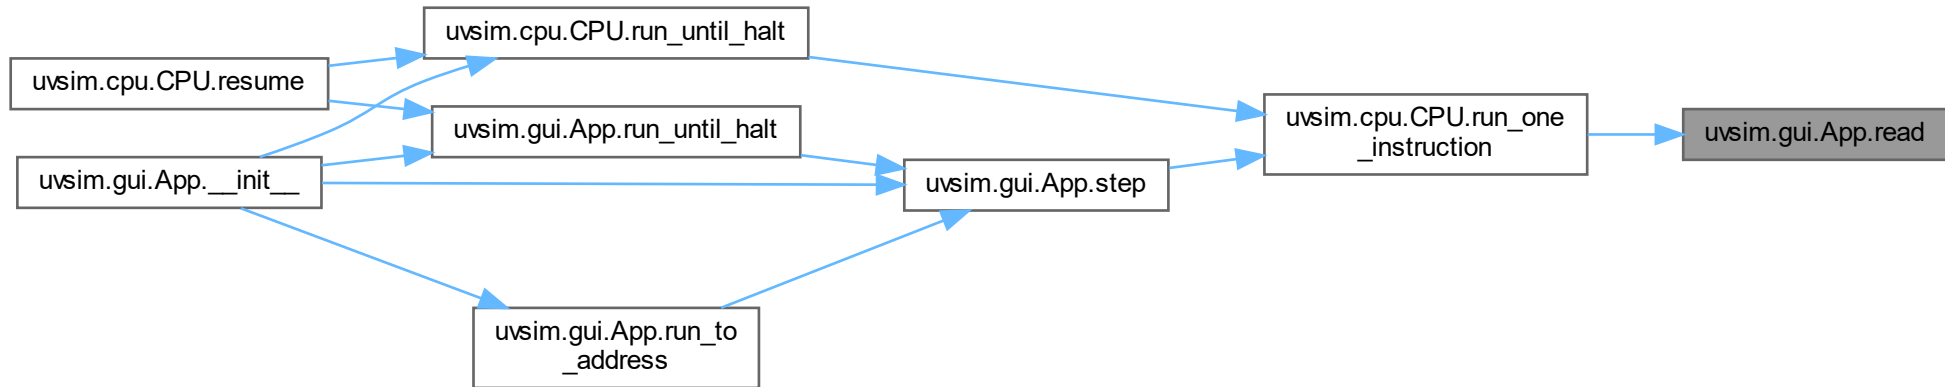 uvsim.cpu.CPU.run_until_halt
uvsim.cpu.CPU.resume
uvsim.gui.App.run_until_halt
uvsim.gui.App.__init__
uvsim.gui.App.step
uvsim.cpu.CPU.run_one
_instruction
uvsim.gui.App.read
uvsim.gui.App.run_to
_address